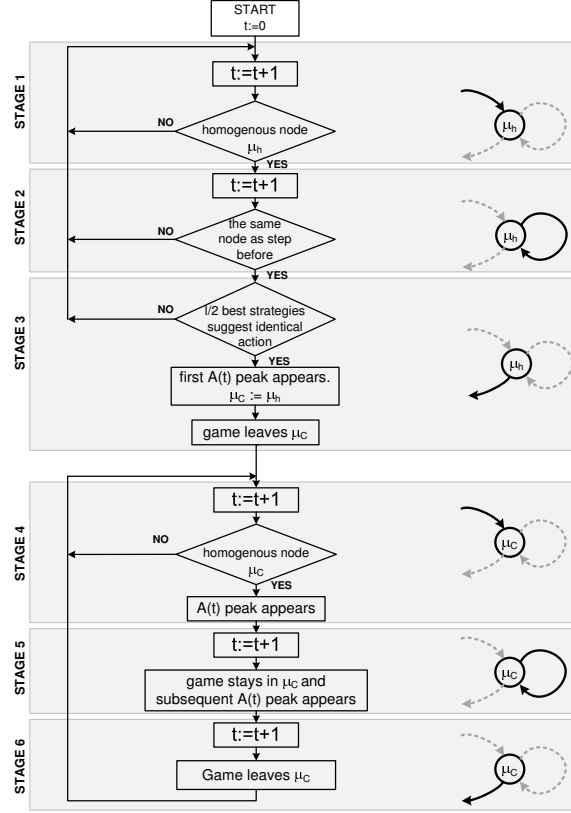 START
t:=0
STAGE 1
t:=t+1
homogenous node
μh
NO
YES
μh
STAGE 2
t:=t+1
the same
node as step
before
NO
YES
μh
STAGE 3
l/2 best strategies
suggest identical
action
NO
YES
first A(t) peak appears.
μC := μh
game leaves μC
μh
STAGE 4
t:=t+1
homogenous node
μC
NO
YES
A(t) peak appears
μC
STAGE 5
t:=t+1
game stays in μC and
subsequent A(t) peak appears
μC
STAGE 6
t:=t+1
Game leaves μC
μC